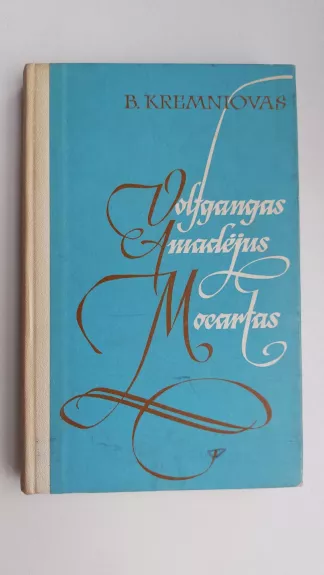 B. KREMNIOVAS
Volfgangas
Amadėjus
Mocartas